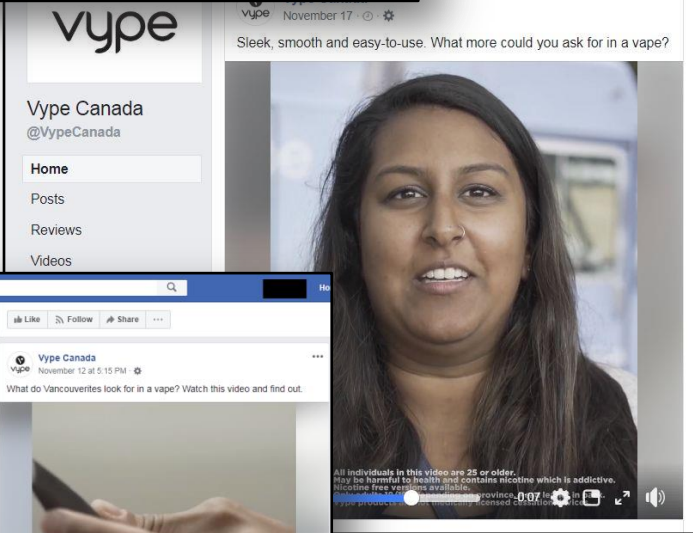 vype
Vype Canada
@VypeCanada
Home
Posts
Reviews
Videos
vype
November 17
Sleek, smooth and easy-to-use. What more could you ask for in a vape?
All individuals in this video are 25 or older.
May be harmful to health and contains nicotine which is addictive.
Nicotine free versions available.
province
licensed
0:07
Ho
Like
Follow
Share
vype
Vype Canada
November 12 at 5:15 PM
What do Vancouverites look for in a vape? Watch this video and find out.